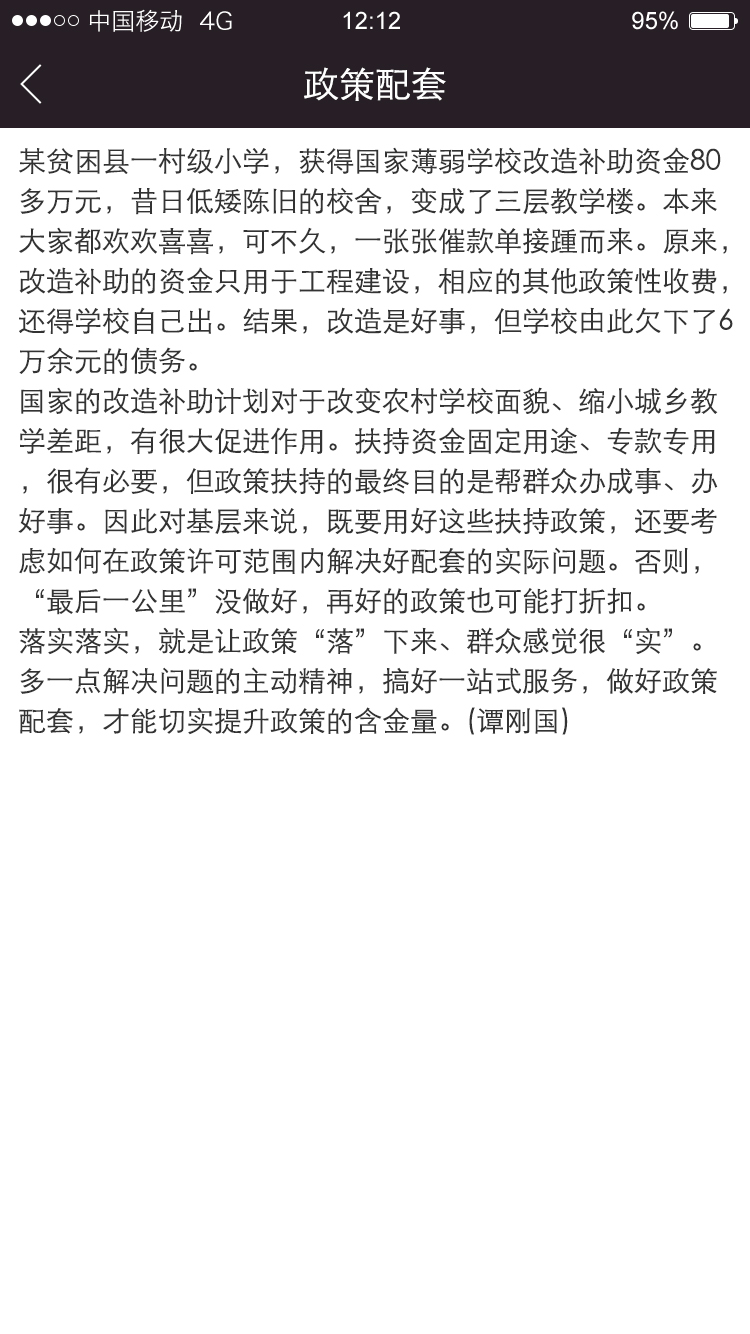 中国移动 4G 12:12 95%
政策配套
某贫困县一村级小学，获得国家薄弱学校改造补助资金80
多万元，昔日低矮陈旧的校舍，变成了三层教学楼。本来
大家都欢欢喜喜，可不久，一张张催款单接踵而来。原来，
改造补助的资金只用于工程建设，相应的其他政策性收费，
还得学校自己出。结果，改造是好事，但学校由此欠下了6
万余元的债务。
国家的改造补助计划对于改变农村学校面貌、缩小城乡教
学差距，有很大促进作用。扶持资金固定用途、专款专用
，很有必要，但政策扶持的最终目的是帮群众办成事、办
好事。因此对基层来说，既要用好这些扶持政策，还要考
虑如何在政策许可范围内解决好配套的实际问题。否则，
“最后一公里”没做好，再好的政策也可能打折扣。
落实落实，就是让政策“落”下来、群众感觉很“实”。
多一点解决问题的主动精神，搞好一站式服务，做好政策
配套，才能切实提升政策的含金量。(谭刚国)